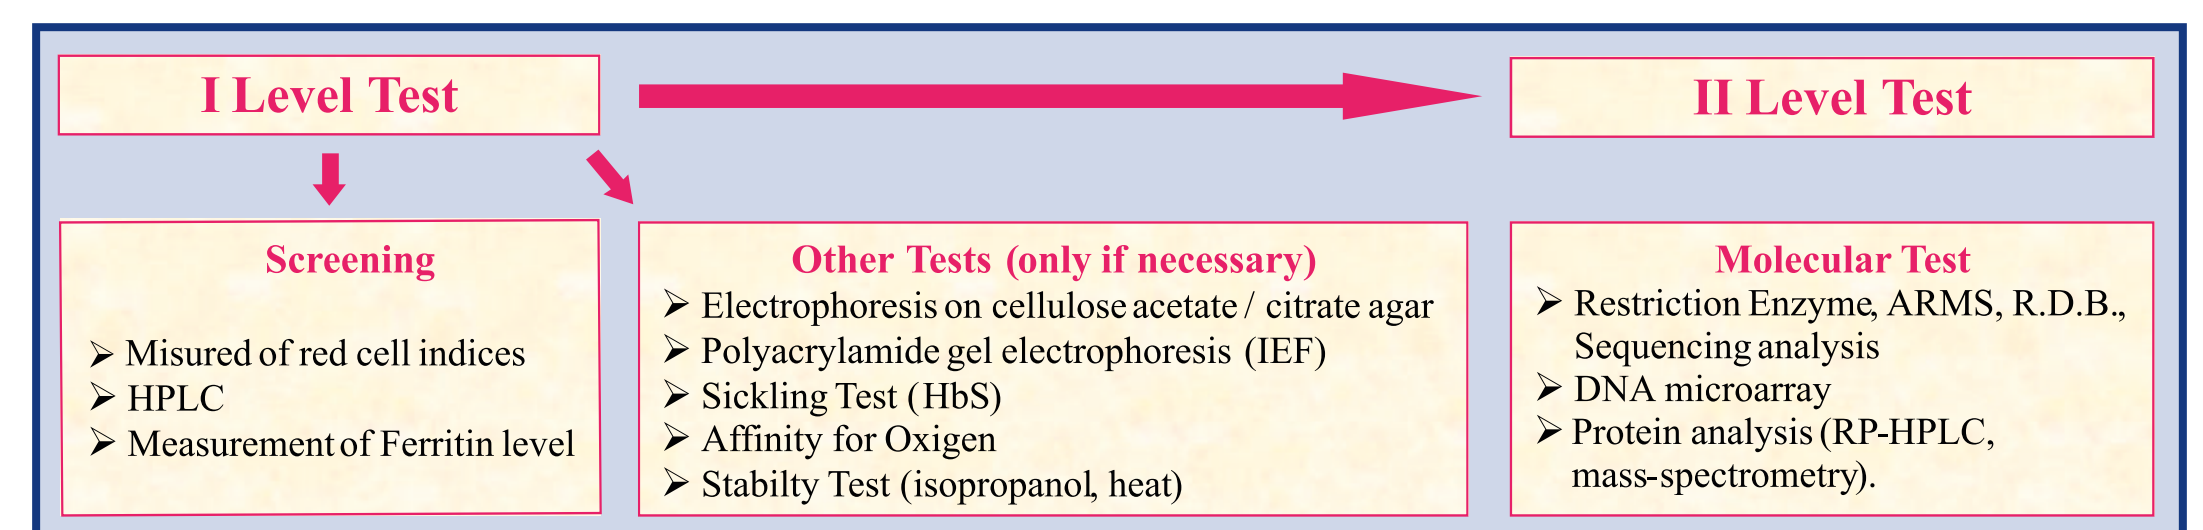 I Level Test
II Level Test
Screening
➢ Misured of red cell indices
➢ HPLC
➢ Measurement of Ferritin level
Other Tests (only if necessary)
➢ Electrophoresis on cellulose acetate / citrate agar
➢ Polyacrylamide gel electrophoresis (IEF)
➢ Sickling Test (HbS)
➢ Affinity for Oxigen
➢ Stabilty Test (isopropanol, heat)
Molecular Test
➢ Restriction Enzyme, ARMS, R.D.B.,
Sequencing analysis
➢ DNA microarray
➢ Protein analysis (RP-HPLC,
mass-spectrometry).